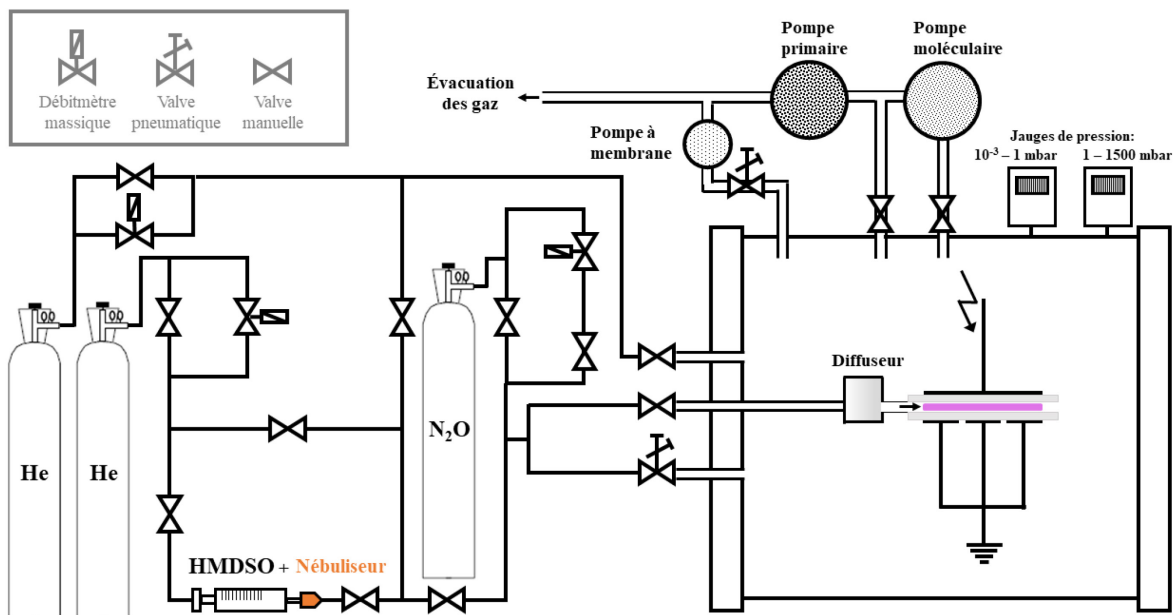 Débitmètre
massique
Valve
pneumatique
Valve
manuelle
Évacuation
des gaz
Pompe
primaire
Pompe
moléculaire
Pompe à
membrane
Jauges de pression:
10⁻³ – 1 mbar
1 – 1500 mbar
Diffuseur
He
He
N₂O
HMDSO + Nébuliseur